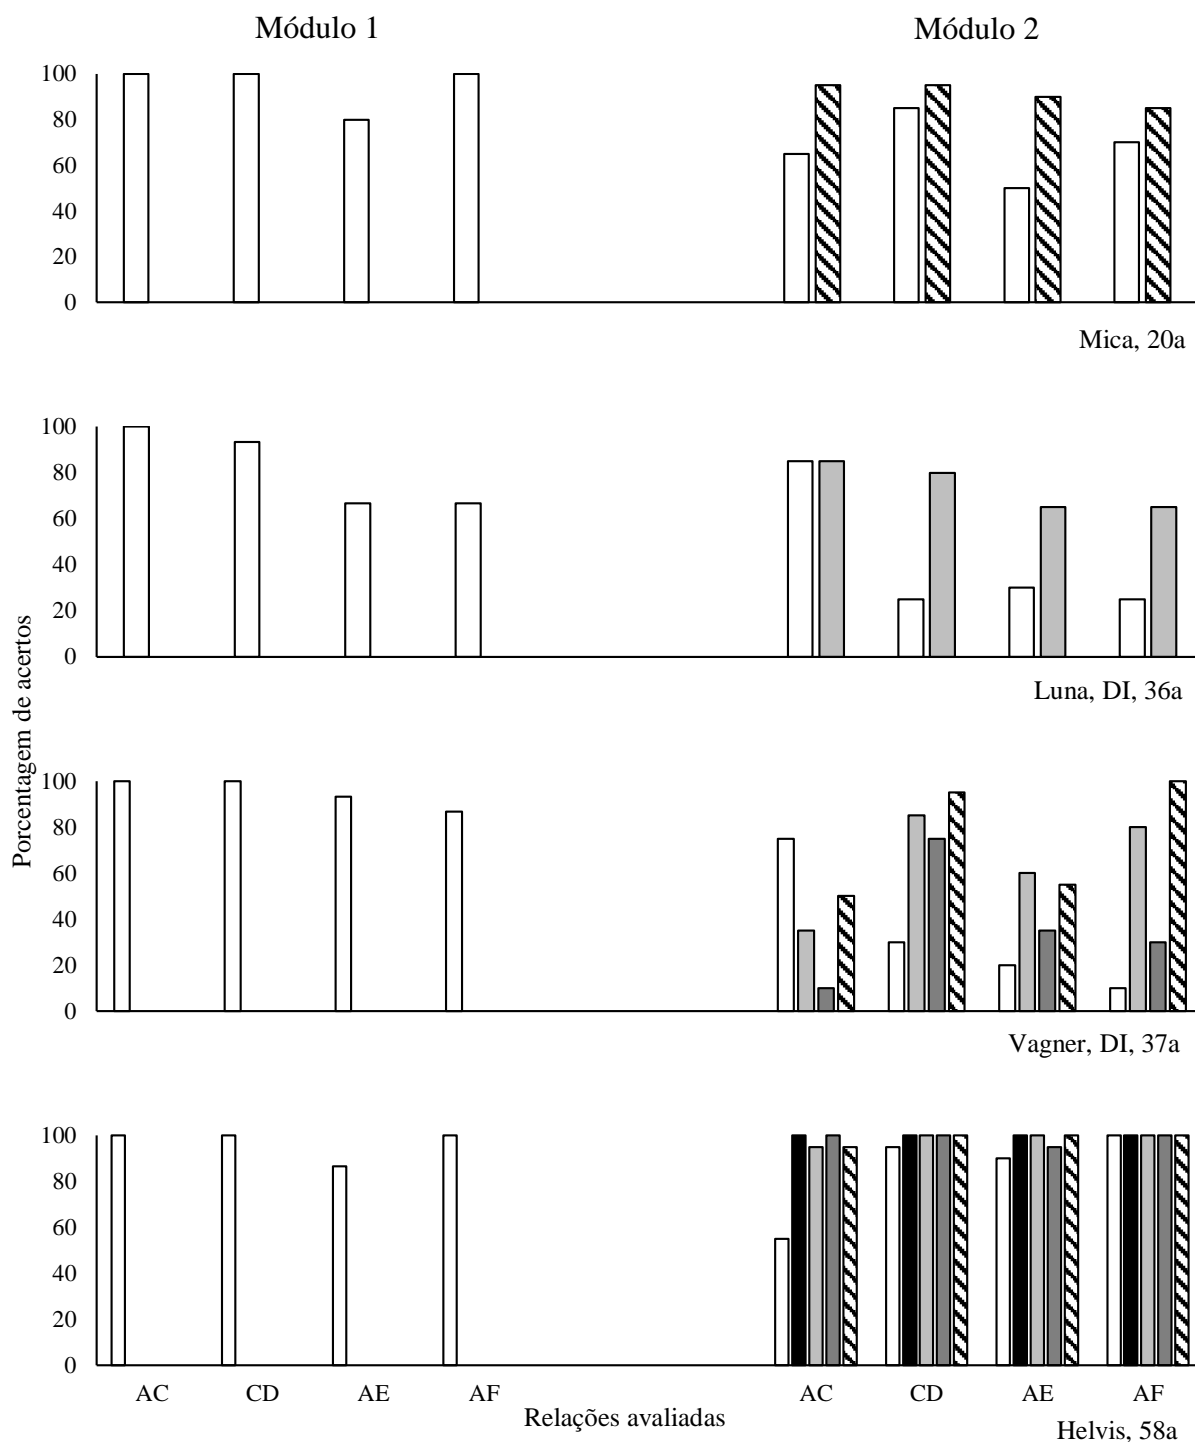 Módulo 1
Módulo 2
100
80
60
40
20
0
Mica, 20a
100
80
60
40
20
0
Luna, DI, 36a
Porcentagem de acertos
100
80
60
40
20
0
Vagner, DI, 37a
100
80
60
40
20
0
AC CD AE AF
AC CD AE AF
Relações avaliadas
Helvis, 58a